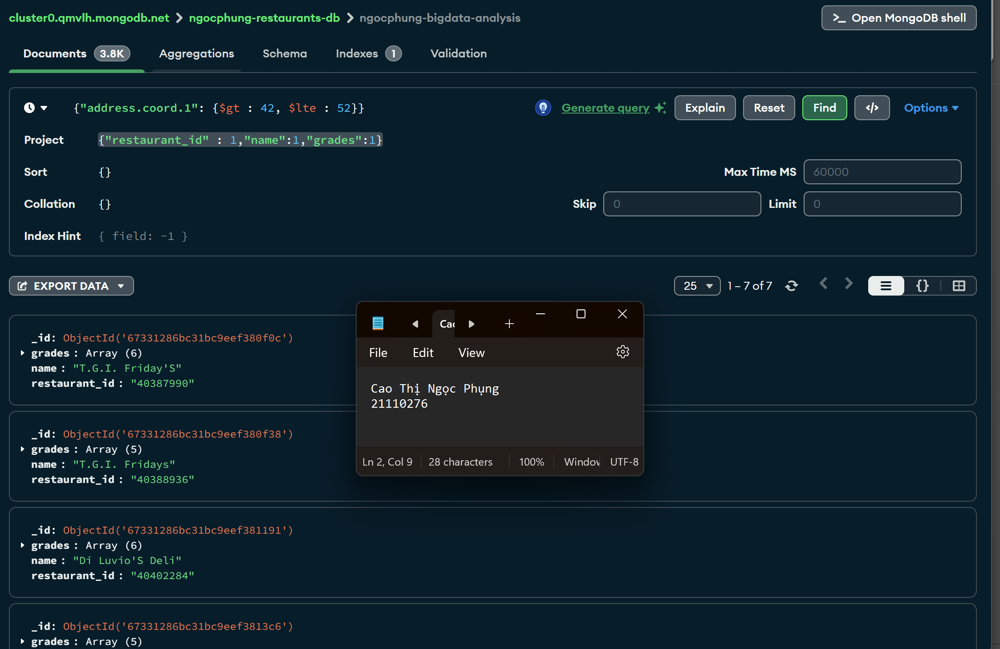 cluster0.qmvlh.mongodb.net > ngocphung-restaurants-db > ngocphung-bigdata-analysis
>_ Open MongoDB shell
Documents 3.8K Aggregations Schema Indexes 1 Validation
{"address.coord.1": {$gt : 42, $lte : 52}}
Generate query Explain Reset Find </> Options
Project {"restaurant_id" : 1,"name":1,"grades":1}
Sort {}
Max Time MS 60000
Collation {}
Skip 0 Limit 0
Index Hint { field: -1 }
EXPORT DATA
25 1 – 7 of 7 {}
_id: ObjectId('67331286bc31bc9eef380f0c')
grades : Array (6)
name : "T.G.I. Friday'S"
restaurant_id : "40387990"
_id: ObjectId('67331286bc31bc9eef380f38')
grades : Array (5)
name : "T.G.I. Fridays"
restaurant_id : "40388936"
_id: ObjectId('67331286bc31bc9eef381191')
grades : Array (6)
name : "Di Luvio'S Deli"
restaurant_id : "40402284"
_id: ObjectId('67331286bc31bc9eef3813c6')
grades : Array (5)
Cao
File Edit View
Cao Thị Ngọc Phụng
21110276
Ln 2, Col 9 28 characters 100% Window UTF-8